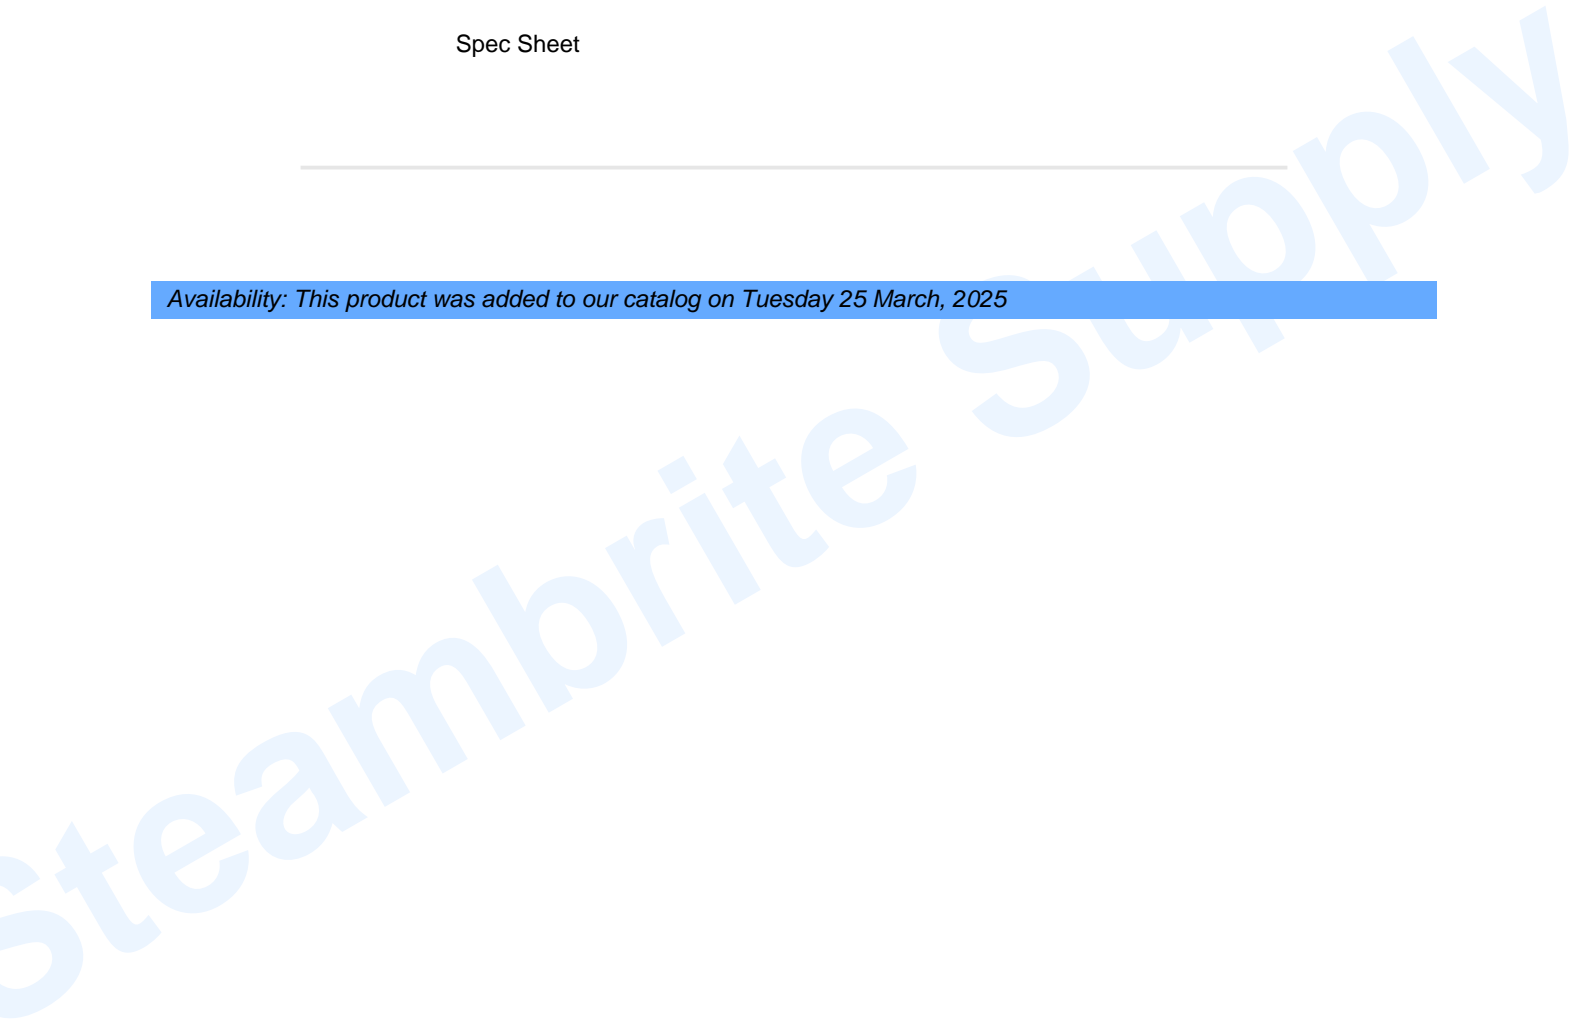 Spec Sheet
Availability: This product was added to our catalog on Tuesday 25 March, 2025
Steambrite Supply